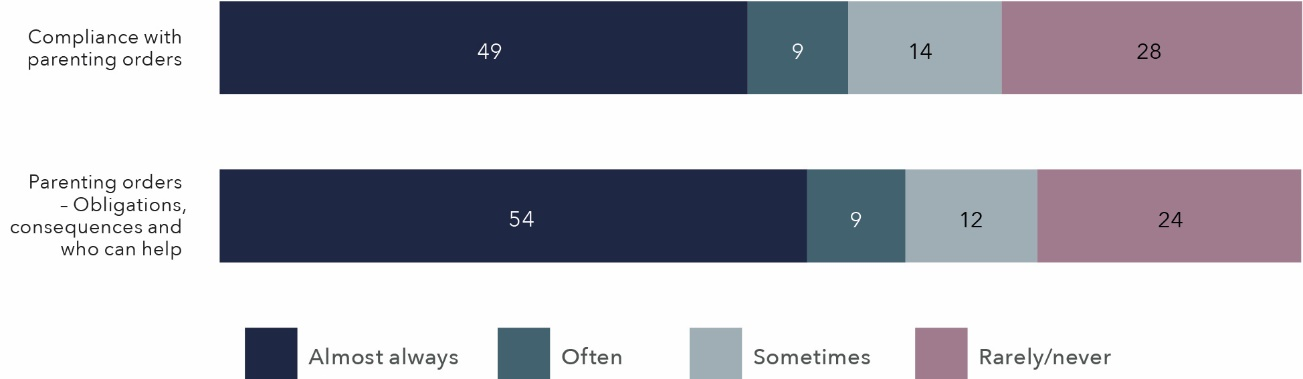 Compliance with
parenting orders
49 9 14 28
Parenting orders
– Obligations,
consequences and
who can help
54 9 12 24
Almost always Often Sometimes Rarely/never